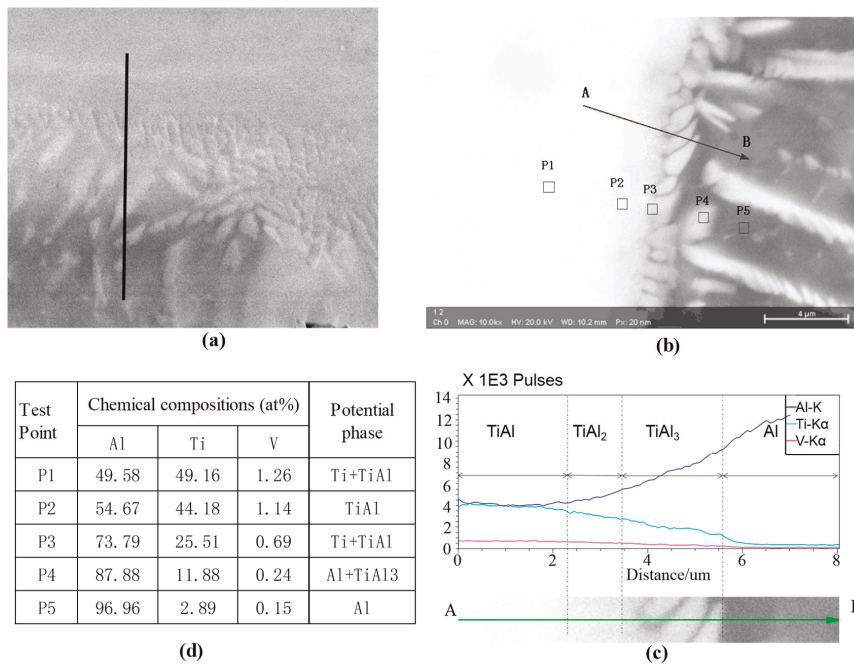 (a)
A
B
P1
P2
P3
P4
P5
1 2
Ch 0 MAG: 10.0kx HV: 20.0 kV WD: 10.2 mm Px: 20 nm
4 µm
(b)
Test Point
Chemical compositions (at%)
Potential phase
Al Ti V
P1 49.58 49.16 1.26 Ti+TiAl
P2 54.67 44.18 1.14 TiAl
P3 73.79 25.51 0.69 Ti+TiAl
P4 87.88 11.88 0.24 Al+TiAl3
P5 96.96 2.89 0.15 Al
(d)
X 1E3 Pulses
14
12
10
8
6
4
2
0
TiAl TiAl2 TiAl3 Al
Al-K
Ti-Kα
V-Kα
0 2 4 6 8
Distance/um
A
(c)